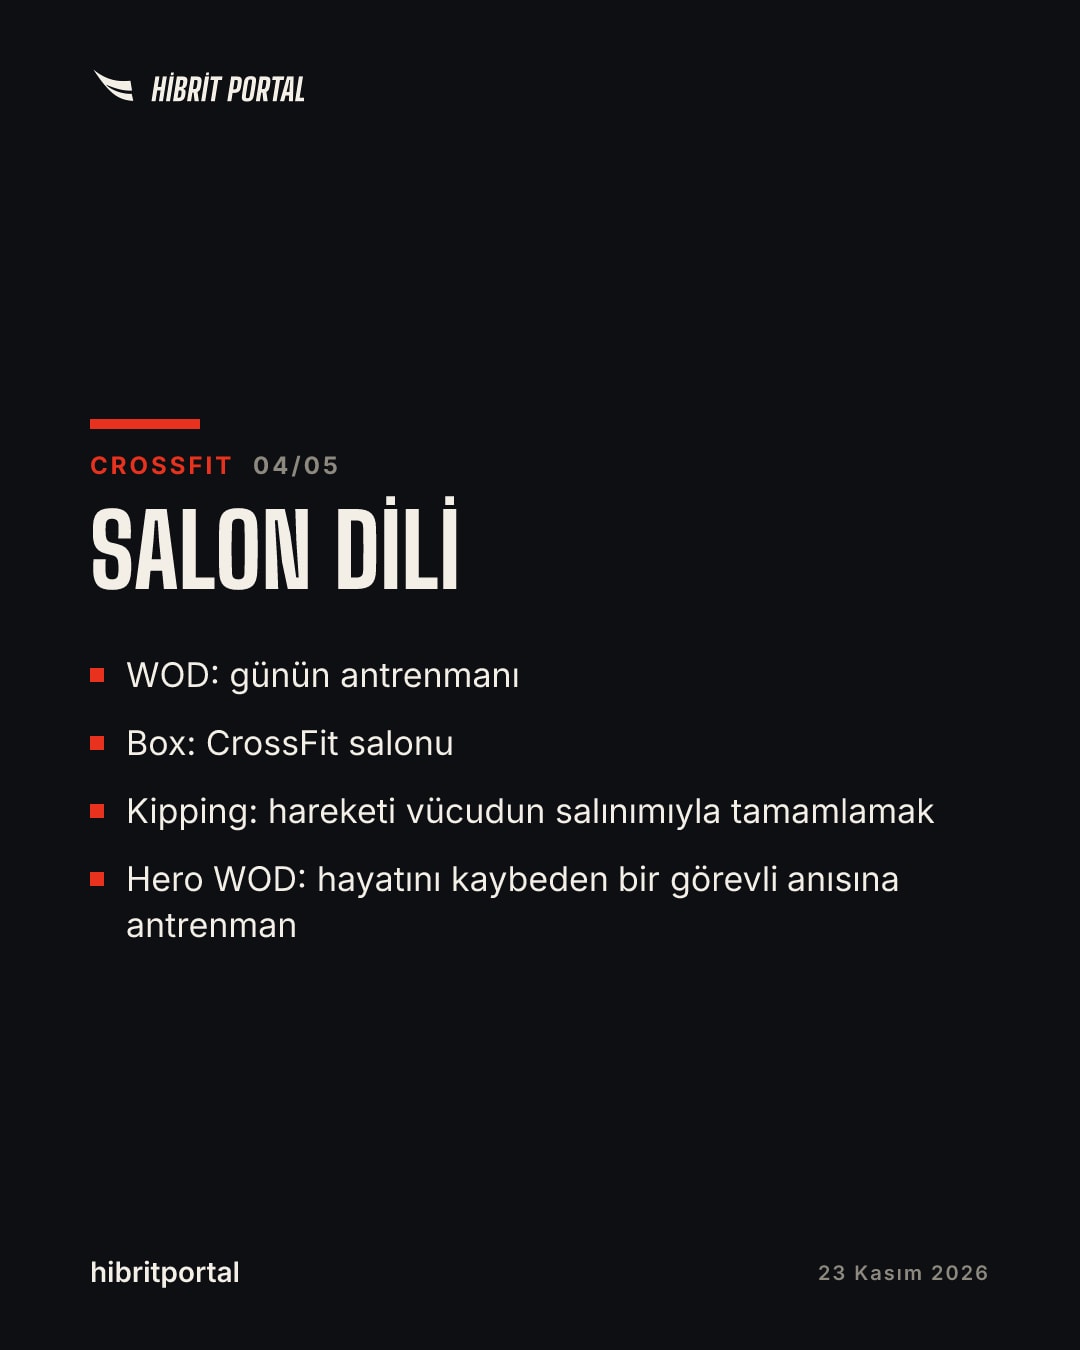 HİBRİT PORTAL
CROSSFIT 04/05
SALON DİLİ
WOD: günün antrenmanı
Box: CrossFit salonu
Kipping: hareketi vücudun salınımıyla tamamlamak
Hero WOD: hayatını kaybeden bir görevli anısına
antrenman
hibritportal
23 Kasım 2026